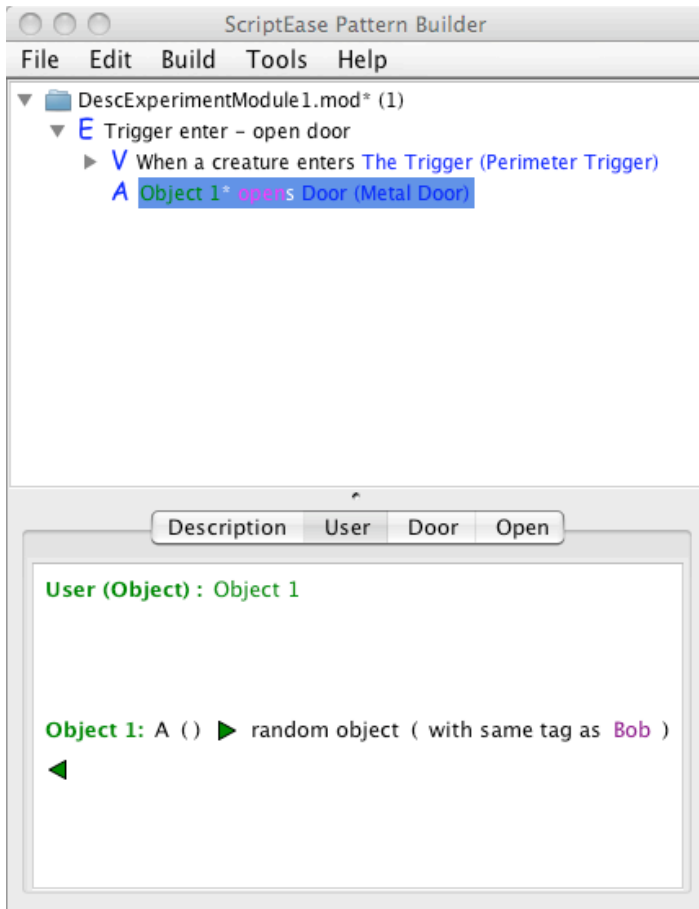 ScriptEase Pattern Builder
File Edit Build Tools Help
DescExperimentModule1.mod* (1)
E Trigger enter – open door
V When a creature enters The Trigger (Perimeter Trigger)
A Object 1* opens Door (Metal Door)
Description User Door Open
User (Object) : Object 1
Object 1: A ( ) random object ( with same tag as Bob )